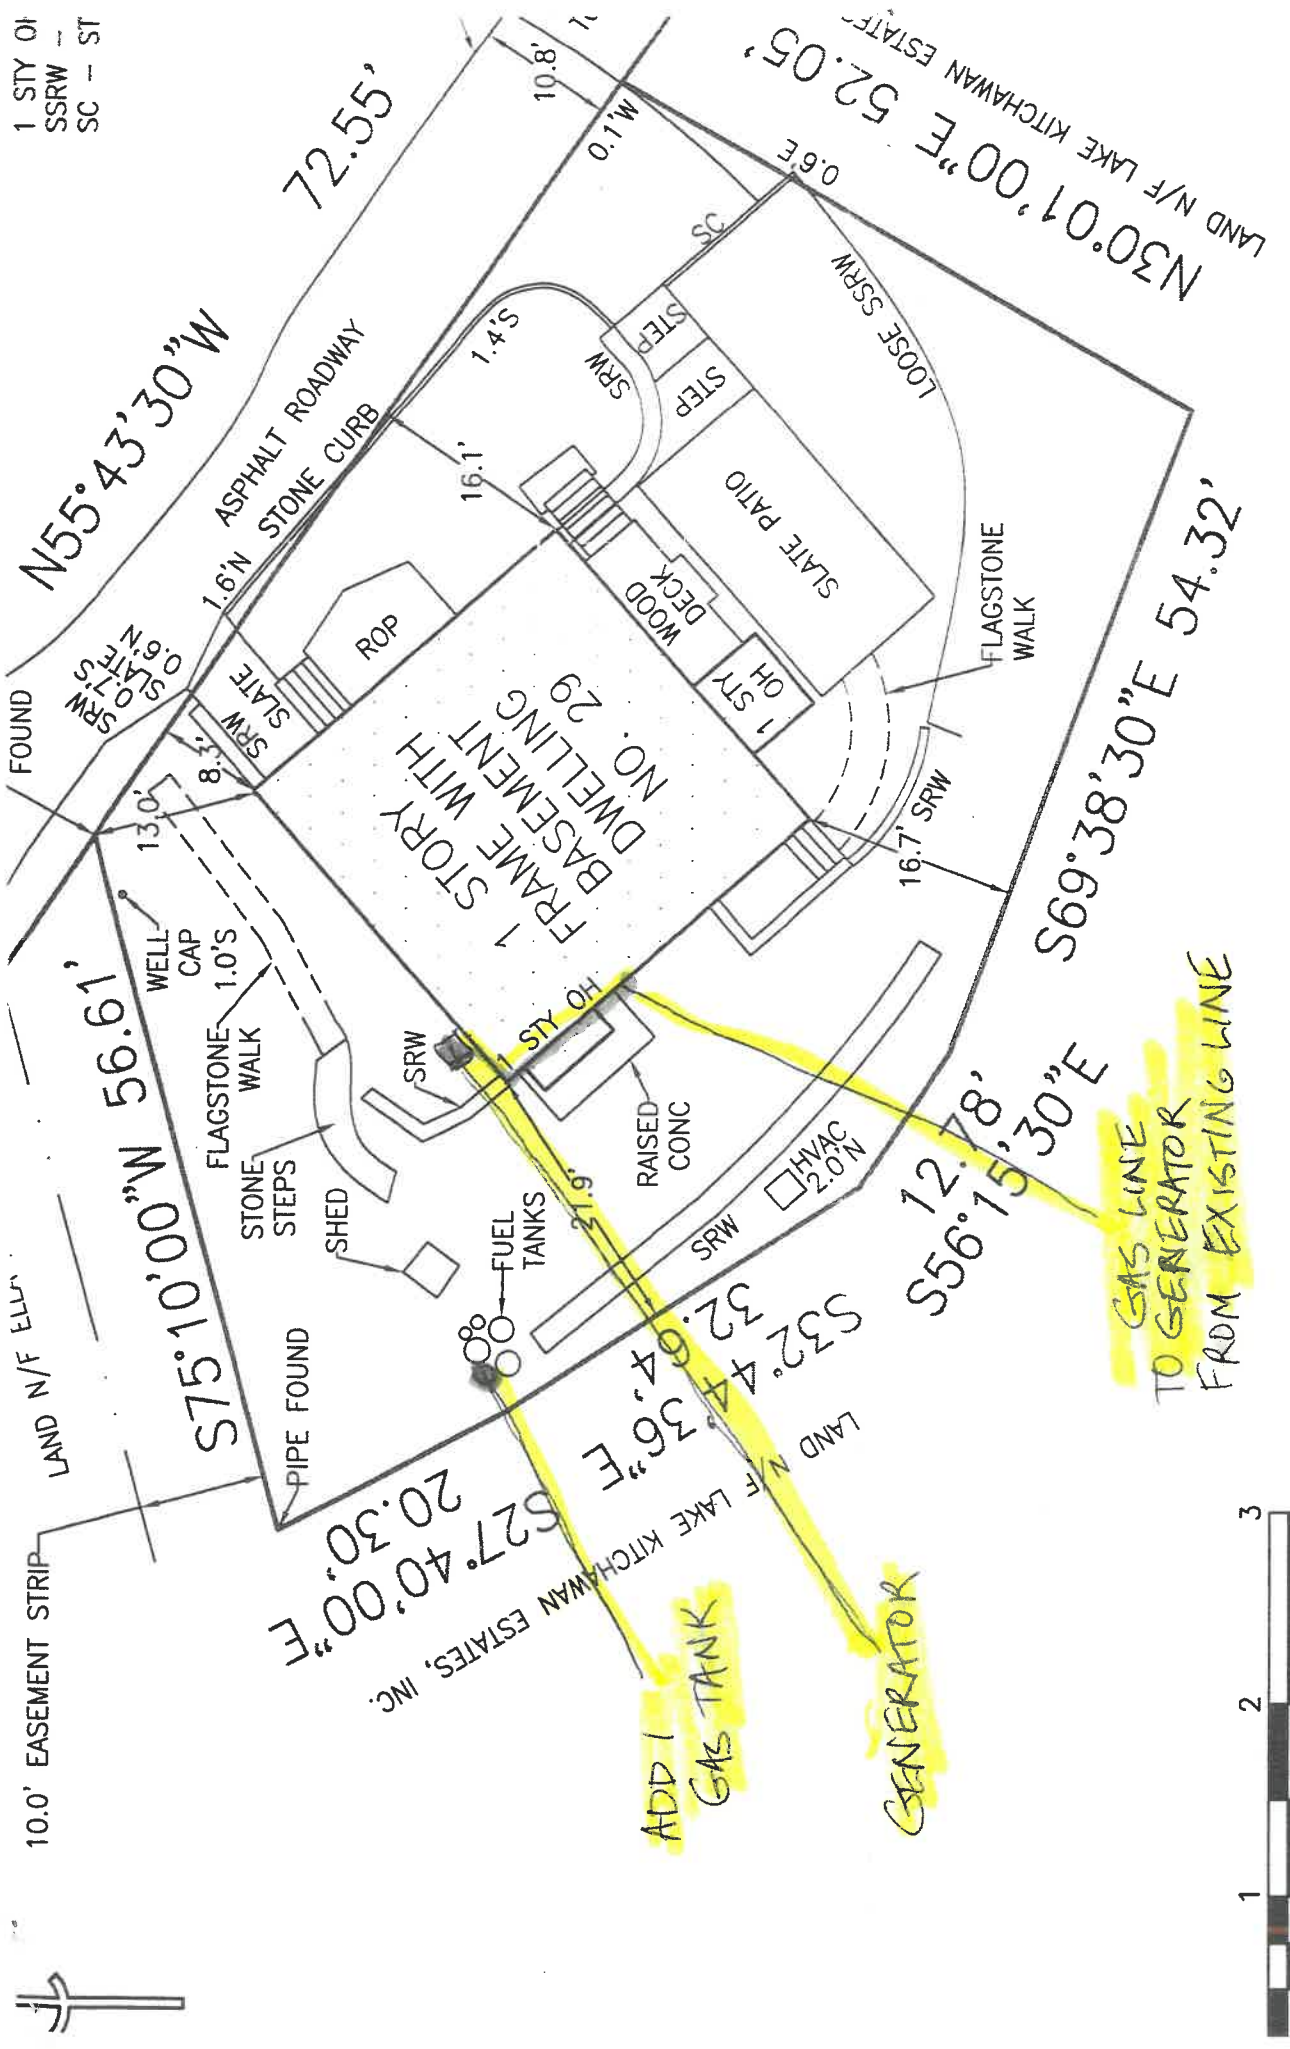 1 STY OH
SSRW -
SC - ST
72.55'
N55°43'30"W
10.8'
0.1'W
0.6'E
N30°01'00"E 52.05'
LAND N/F LAKE KITCHAWAN ESTATES
ASPHALT ROADWAY
1.6'N STONE CURB
1.4'S
SC
SRW
STEP
STEP
LOOSE SSRW
16.1'
SLATE PATIO
WOOD
DECK
1 STY
OH
FLAGSTONE
WALK
FOUND
SRW
0.7'S
SLATE
0.6'N
SLATE
SRW
ROP
8.3'
13.0'
1 STORY
FRAME WITH
BASEMENT
DWELLING
NO. 29
16.7' SRW
S69°38'30"E 54.32'
WELL
CAP
1.0'S
FLAGSTONE
WALK
STONE
STEPS
SHED
SRW
1 STY OH
RAISED
CONC
FUEL
TANKS
21.9'
SRW
HVAC
2.0'N
12.78'
S56°15'30"E
S75°10'00"W 56.61'
LAND N/F
10.0' EASEMENT STRIP
PIPE FOUND
S27°40'00"E
20.30'
S32°44'36"E
32.64'
LAND N/F LAKE KITCHAWAN ESTATES, INC.
GAS LINE
TO GENERATOR
FROM EXISTING LINE
ADD 1
GAS TANK
GENERATOR
1 2 3